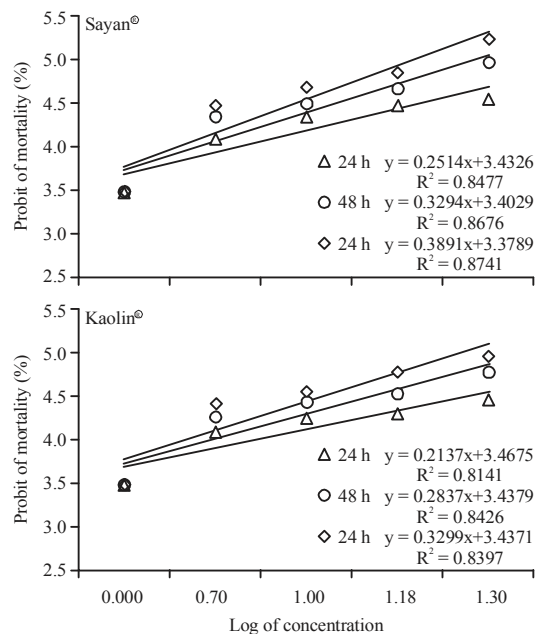 Sayan®
Probit of mortality (%)
5.5
5.0
4.5
4.0
3.5
3.0
2.5
24 h y = 0.2514x+3.4326
R² = 0.8477
48 h y = 0.3294x+3.4029
R² = 0.8676
24 h y = 0.3891x+3.3789
R² = 0.8741
Kaolin®
Probit of mortality (%)
5.5
5.0
4.5
4.0
3.5
3.0
2.5
24 h y = 0.2137x+3.4675
R² = 0.8141
48 h y = 0.2837x+3.4379
R² = 0.8426
24 h y = 0.3299x+3.4371
R² = 0.8397
0.000 0.70 1.00 1.18 1.30
Log of concentration